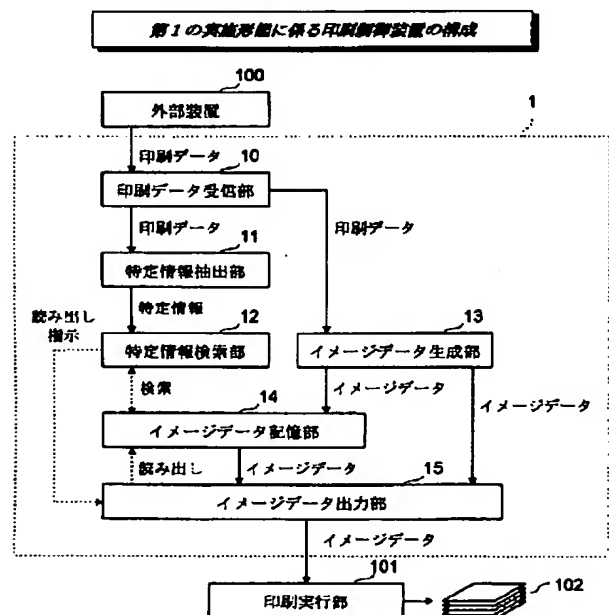 第1の実施形態に係る印刷制御装置の構成
100
外部装置
1
印刷データ
10
印刷データ受信部
印刷データ
印刷データ
11
特定情報抽出部
特定情報
読み出し
指示
12
特定情報検索部
13
イメージデータ生成部
検索
イメージデータ
イメージデータ
14
イメージデータ記憶部
読み出し
イメージデータ
15
イメージデータ出力部
イメージデータ
101
印刷実行部
102